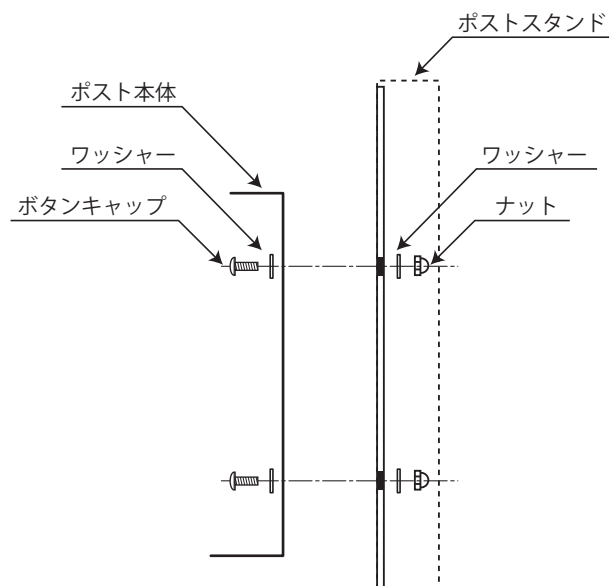 ポストスタンド
ポスト本体
ワッシャー
ワッシャー
ボタンキャップ
ナット